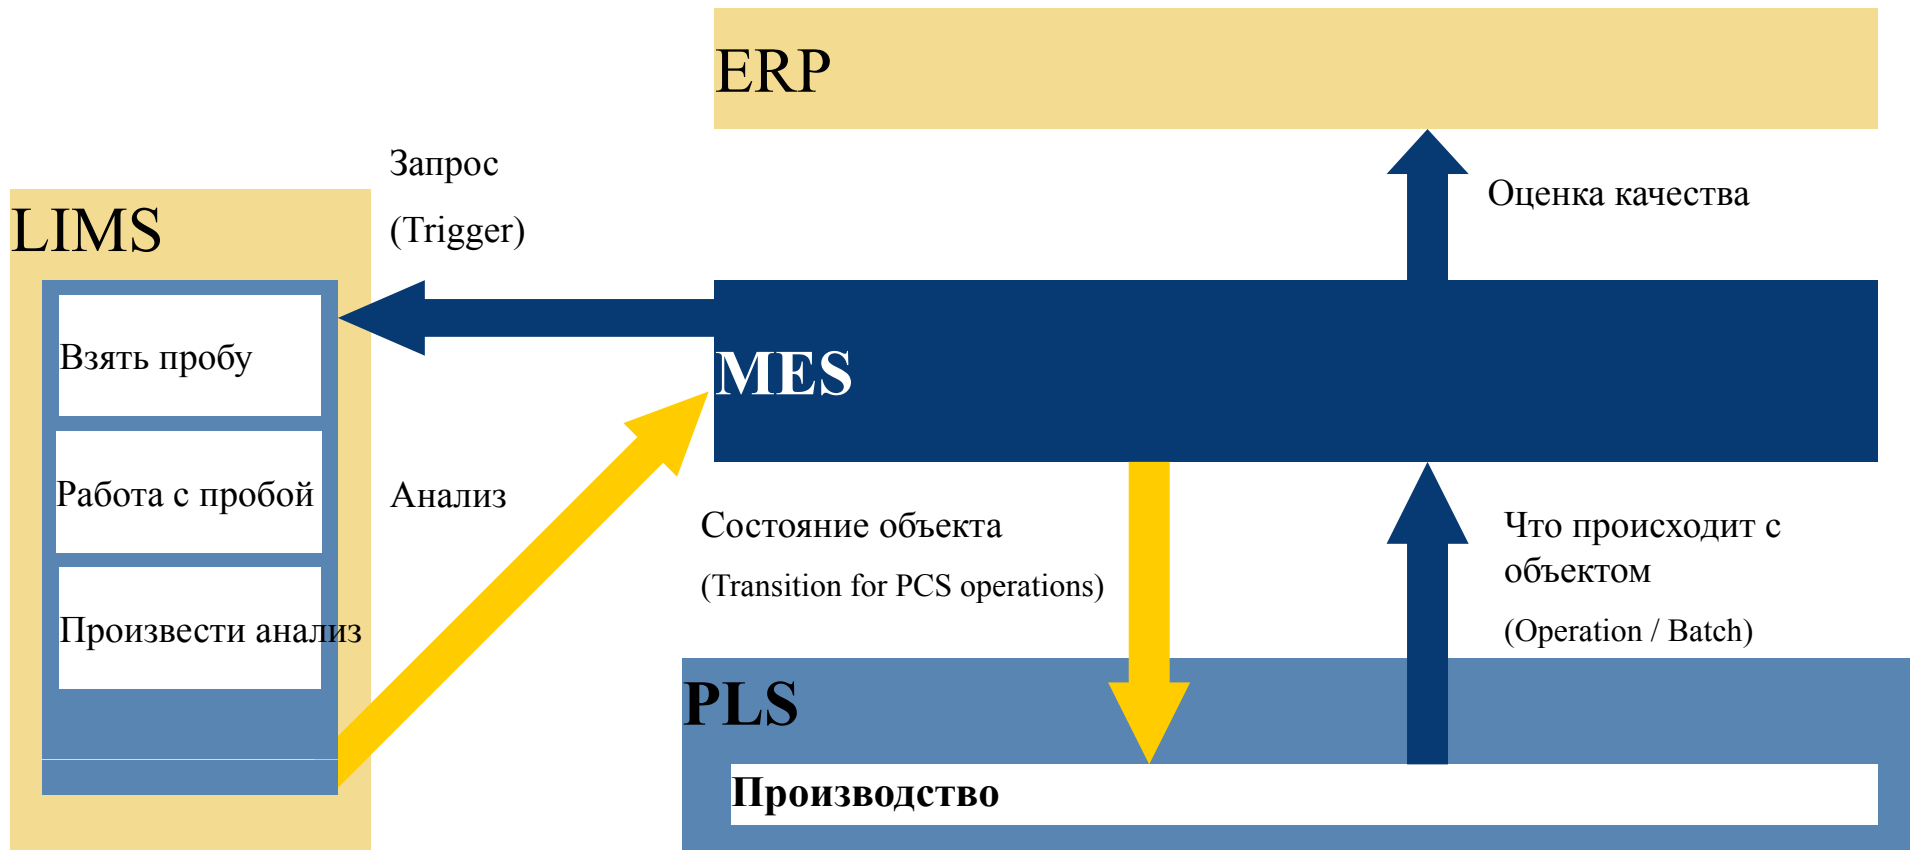 ERP
Запрос
(Trigger)
Оценка качества
LIMS
Взять пробу
MES
Работа с пробой
Анализ
Состояние объекта
(Transition for PCS operations)
Что происходит с
объектом
(Operation / Batch)
Произвести анализ
PLS
Производство